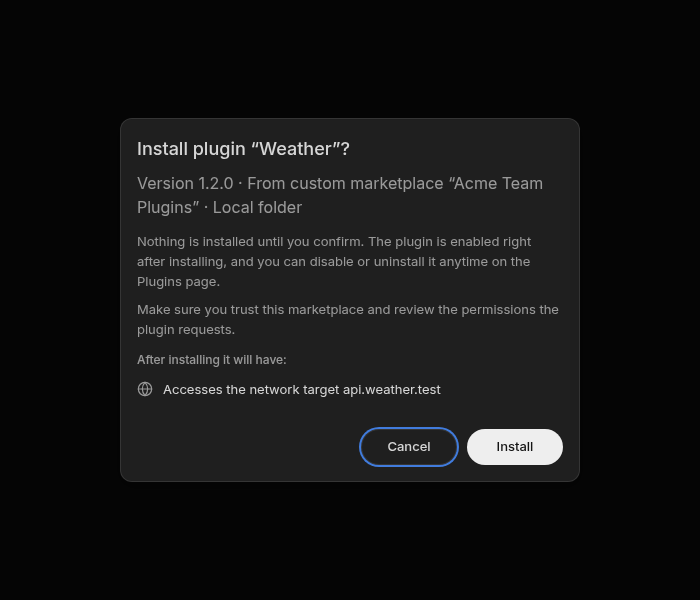 Install plugin “Weather”?
Version 1.2.0 · From custom marketplace “Acme Team
Plugins” · Local folder
Nothing is installed until you confirm. The plugin is enabled right
after installing, and you can disable or uninstall it anytime on the
Plugins page.
Make sure you trust this marketplace and review the permissions the
plugin requests.
After installing it will have:
Accesses the network target api.weather.test
Cancel
Install